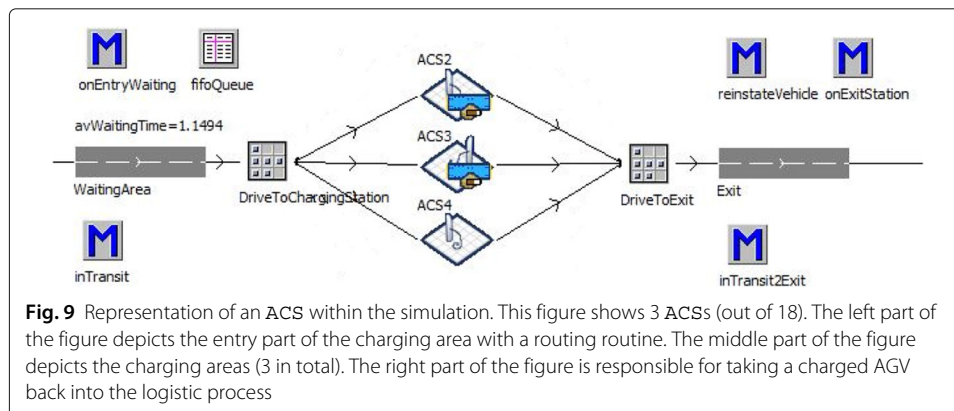 ACS2
onEntryWaiting
fifoQueue
reinstateVehicle
onExitStation
avWaitingTime=1.1494
ACS3
WaitingArea
DriveToChargingStation
DriveToExit
Exit
ACS4
inTransit
inTransit2Exit
Fig. 9 Representation of an ACS within the simulation. This figure shows 3 ACSs (out of 18). The left part of
the figure depicts the entry part of the charging area with a routing routine. The middle part of the figure
depicts the charging areas (3 in total). The right part of the figure is responsible for taking a charged AGV
back into the logistic process